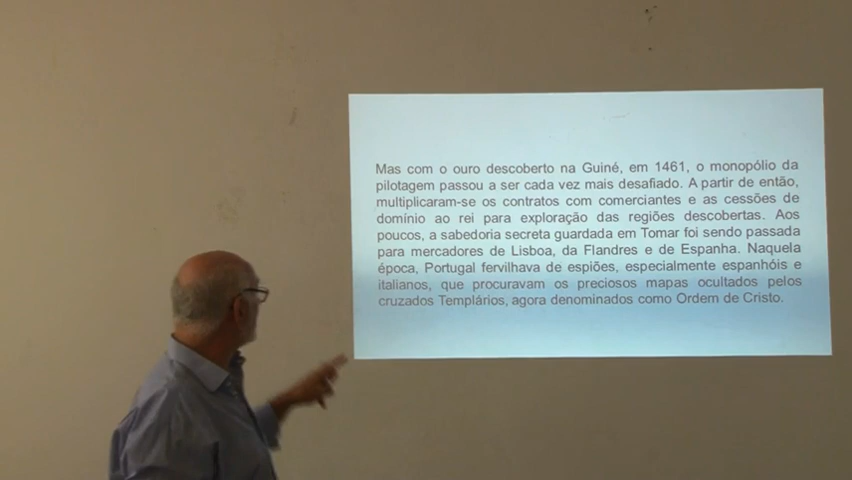 Mas com o ouro descoberto na Guiné, em 1461, o monopólio da
pilotagem passou a ser cada vez mais desafiado. A partir de então,
multiplicaram-se os contratos com comerciantes e as cessões de
domínio ao rei para exploração das regiões descobertas. Aos
poucos, a sabedoria secreta guardada em Tomar foi sendo passada
para mercadores de Lisboa, da Flandres e de Espanha. Naquela
época, Portugal fervilhava de espiões, especialmente espanhóis e
italianos, que procuravam os preciosos mapas ocultados pelos
cruzados Templários, agora denominados como Ordem de Cristo.